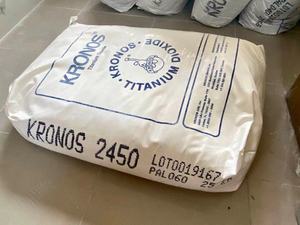 KRONOS
KRONOS · TITANIUM DIOXIDE ·
KRONOS 2450
LOT0019167
PAL060 25